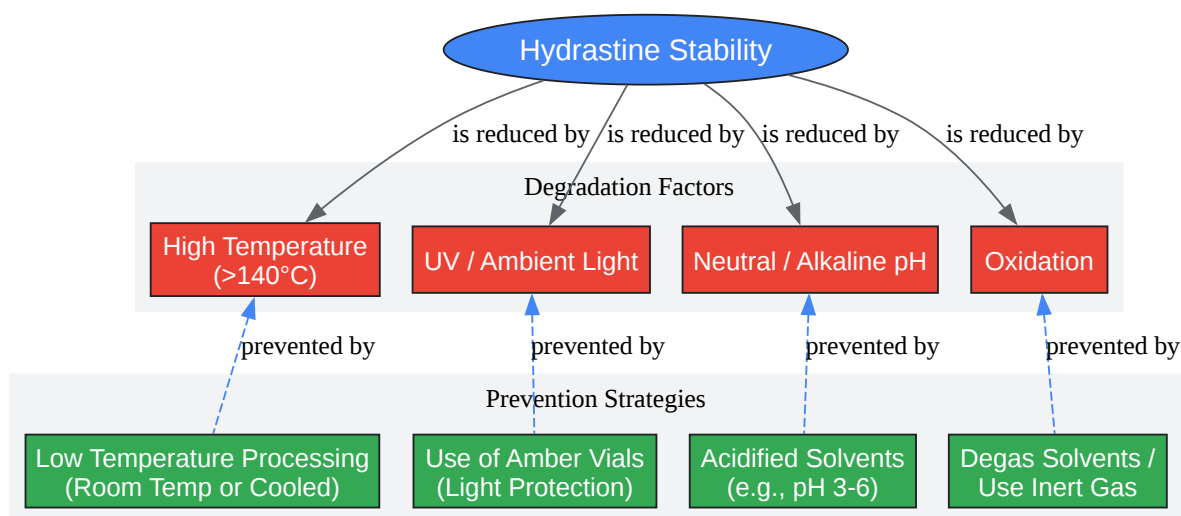 Hydrastine Stability
is reduced by
is reduced by
is reduced by
is reduced by
Degradation Factors
High Temperature
(>140°C)
UV / Ambient Light
Neutral / Alkaline pH
Oxidation
prevented by
prevented by
prevented by
prevented by
Prevention Strategies
Low Temperature Processing
(Room Temp or Cooled)
Use of Amber Vials
(Light Protection)
Acidified Solvents
(e.g., pH 3-6)
Degas Solvents /
Use Inert Gas